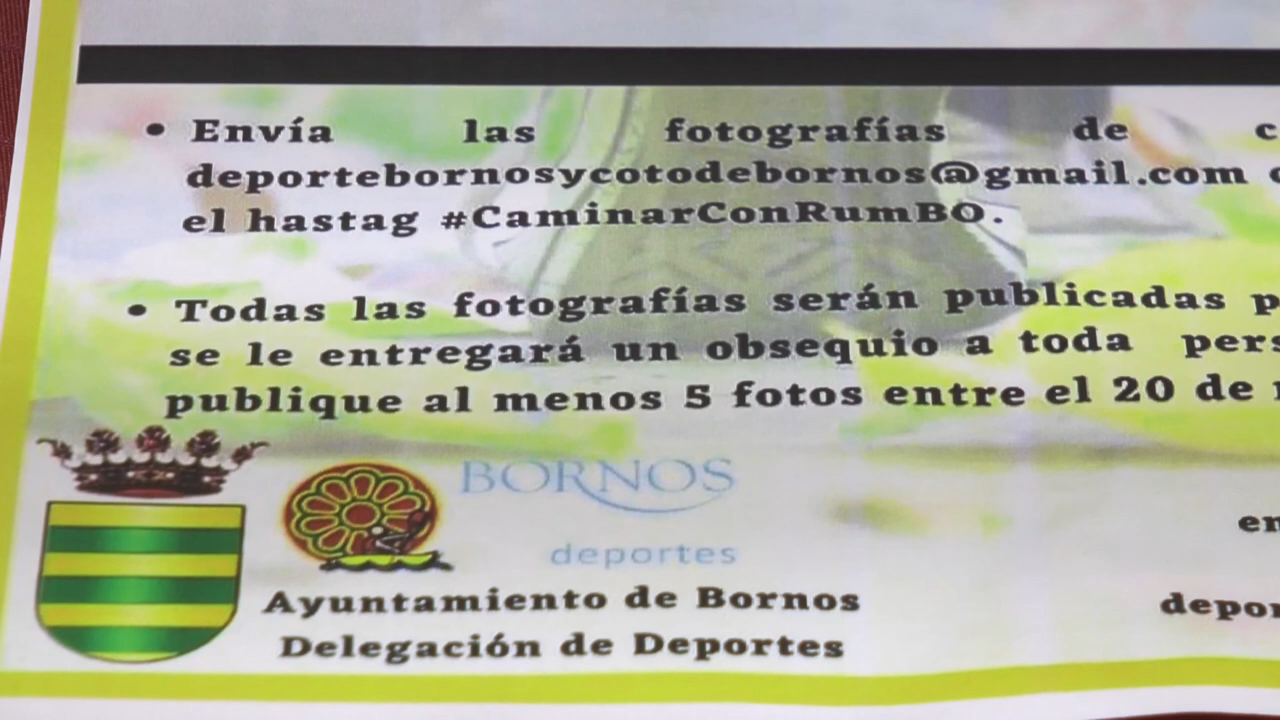 • Envía las fotografías de
deportebornosycotodebornos@gmail.com
el hastag #CaminarConRumBO.
• Todas las fotografías serán publicadas
se le entregará un obsequio a toda
publique al menos 5 fotos entre el 20 de
BORNOS
deportes
Ayuntamiento de Bornos
Delegación de Deportes